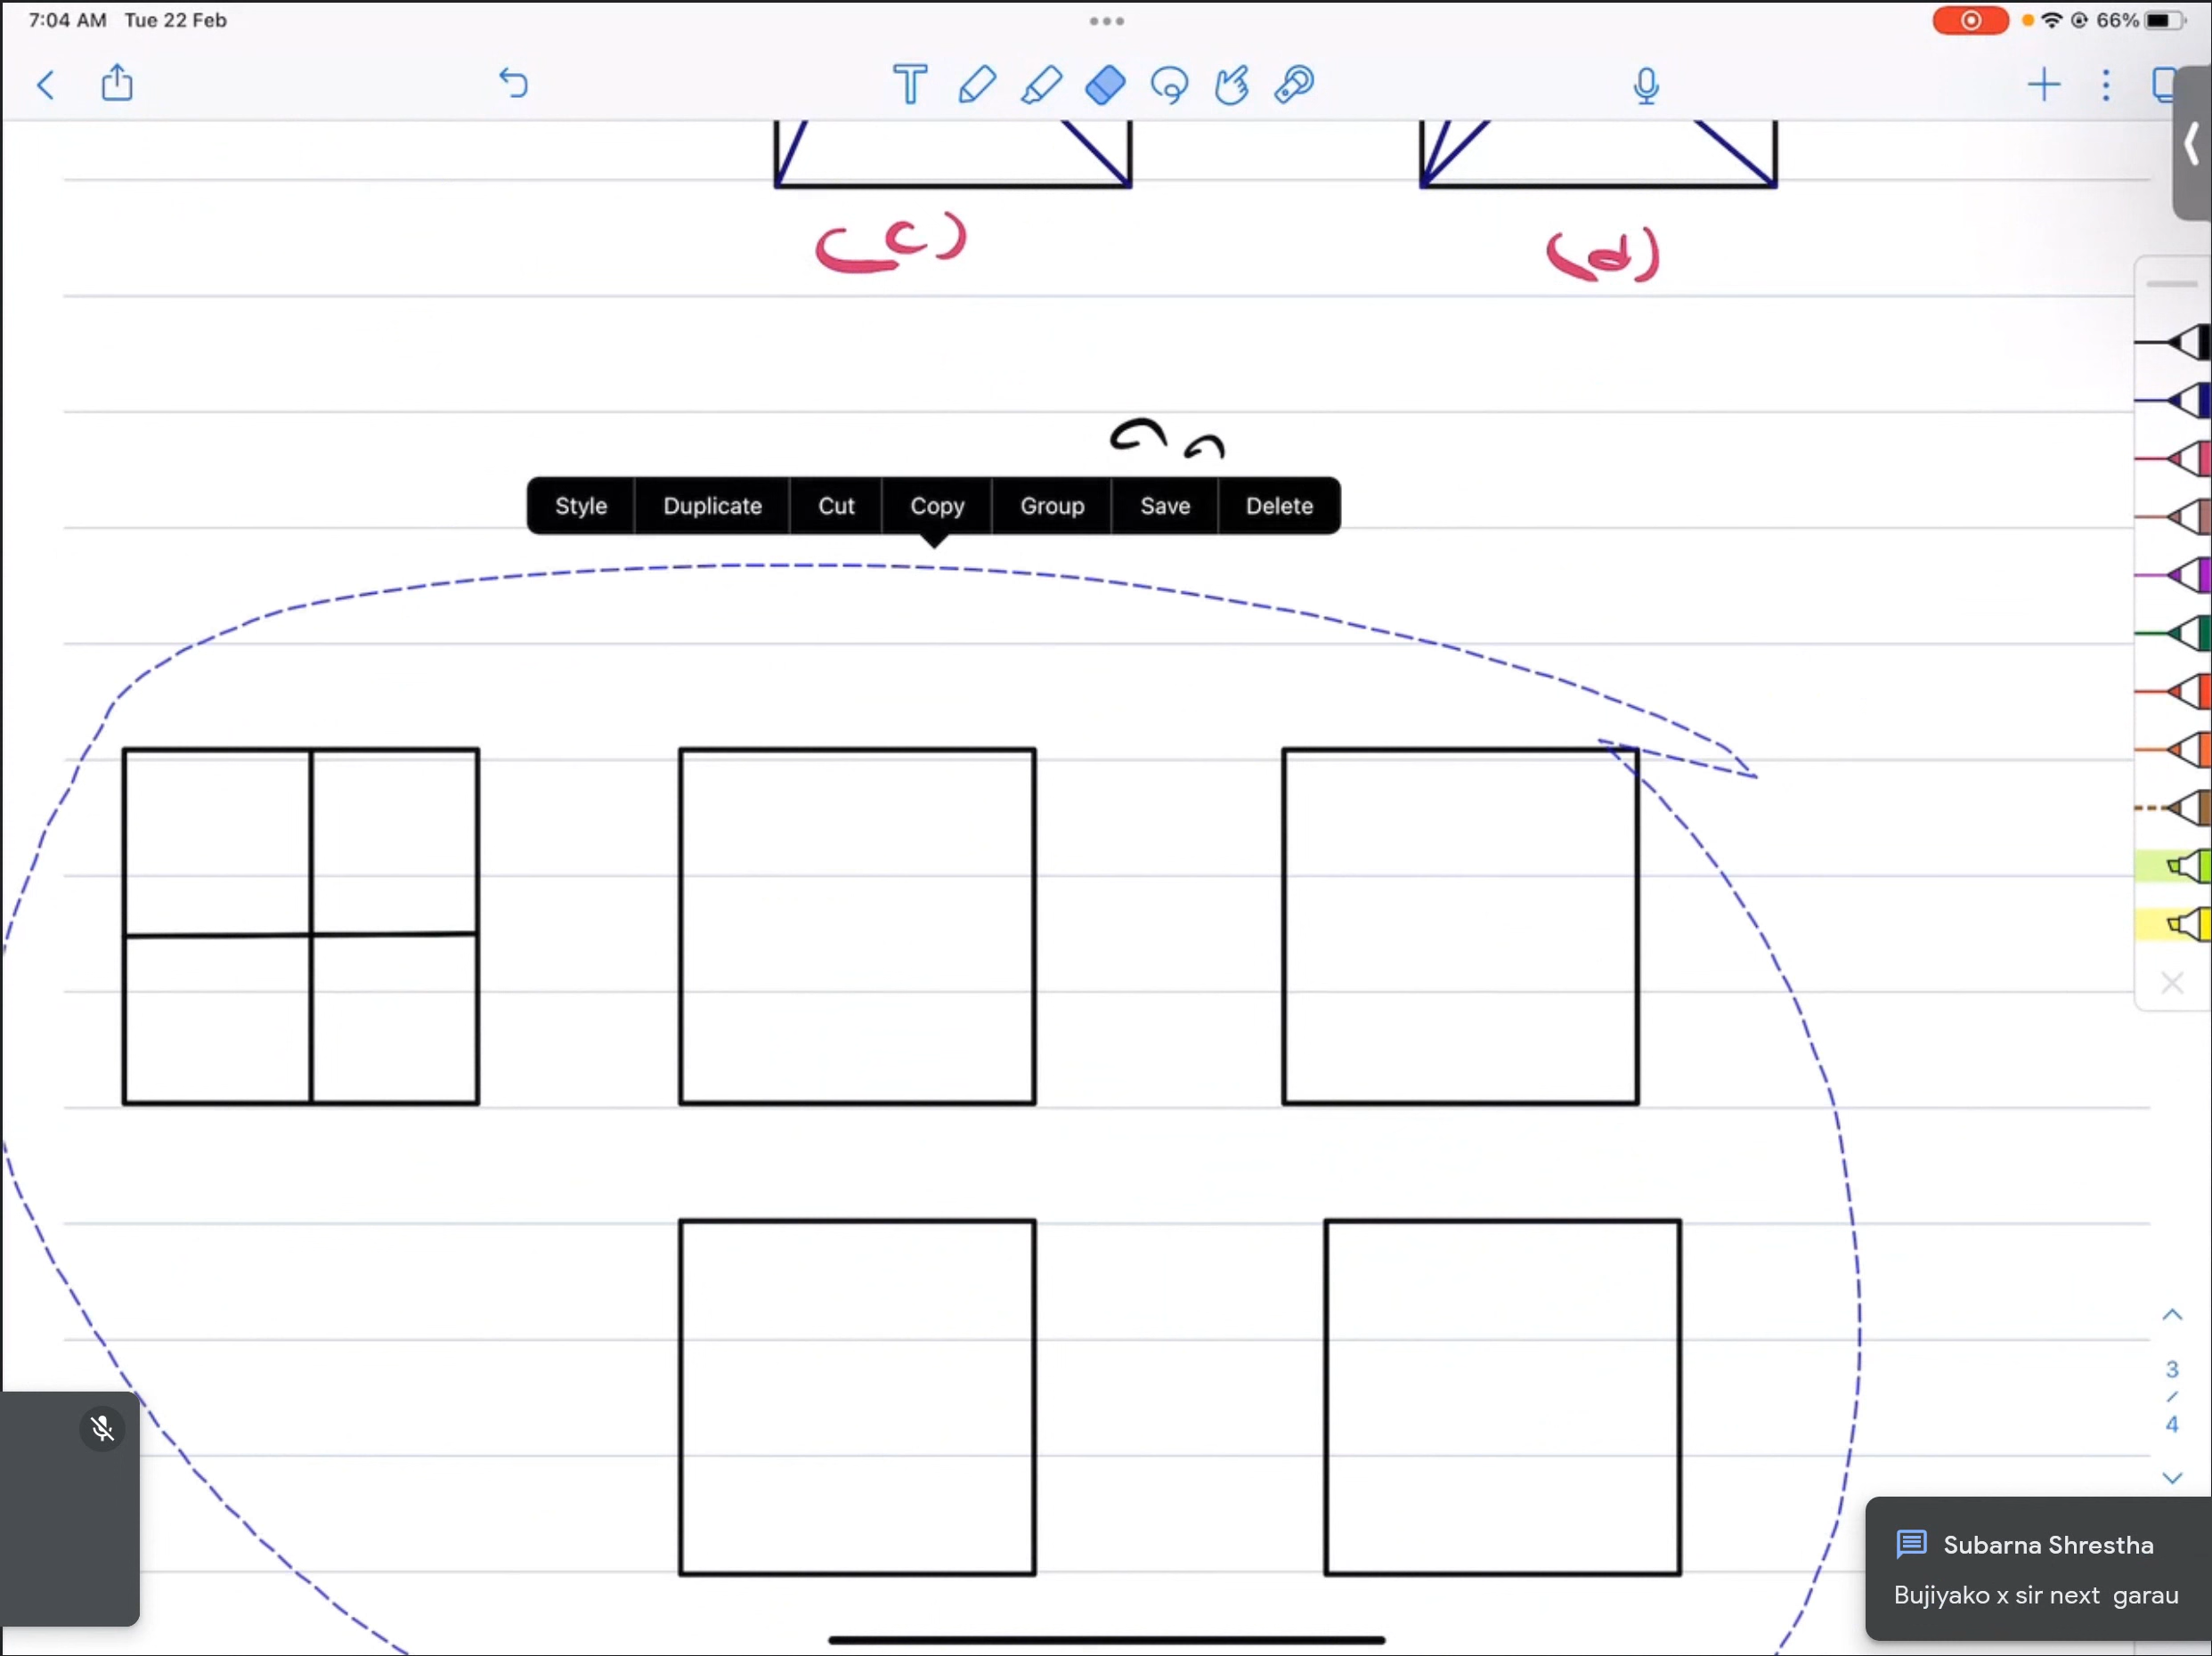 7:04 AM Tue 22 Feb
66%
T
(c)
(d)
Style Duplicate Cut Copy Group Save Delete
3
/
4
Subarna Shrestha
Bujiyako x sir next garau